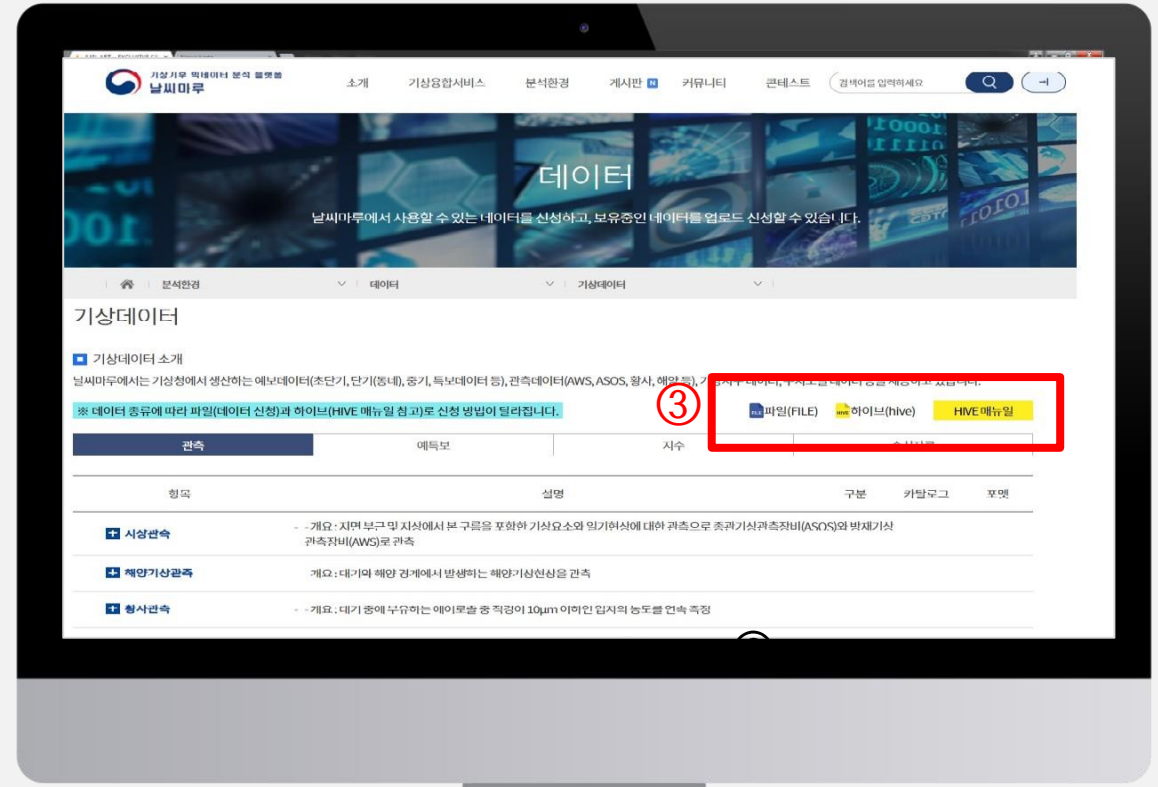 기상기후 빅데이터 분석 플랫폼
날씨마루
소개 기상융합서비스 분석환경 게시판 N 커뮤니티 콘테스트 검색어를 입력하세요
데이터
날씨마루에서 사용할 수 있는 데이터를 신청하고, 보유중인 데이터를 업로드 신청할 수 있습니다.
분석환경 데이터 기상데이터
기상데이터
기상데이터 소개
날씨마루에서는 기상청에서 생산하는 예보데이터(초단기, 단기(동네), 중기, 특보데이터 등), 관측데이터(AWS, ASOS, 황사, 해양 등),
※ 데이터 종류에 따라 파일(데이터 신청)과 하이브(HIVE 매뉴얼 참고)로 신청 방법이 달라집니다.
③
FILE 파일(FILE) HIVE 하이브(hive) HIVE 매뉴얼
관측 예특보 지수
항목 설명 구분 카탈로그 포맷
지상관측 - - 개요 : 지면 부근 및 지상에서 본 구름을 포함한 기상요소와 일기현상에 대한 관측으로 종관기상관측장비(ASOS)와 방재기상
관측장비(AWS)로 관측
해양기상관측 개요 : 대기와 해양 경계에서 발생하는 해양기상현상을 관측
황사관측 - - 개요 : 대기 중에 부유하는 에어로졸 중 직경이 10μm 이하인 입자의 농도를 연속 측정